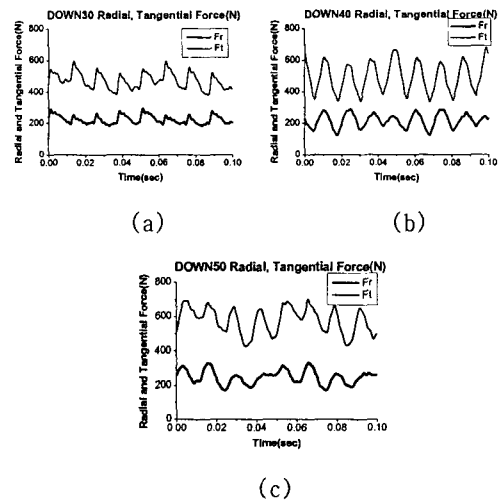 DOWN30 Radial, Tangential Force(N)
Radial and Tangential Force(N)
800
600
400
200
0
Fr
Ft
0.00 0.02 0.04 0.06 0.08 0.10
Time(sec)
(a)
DOWN40 Radial, Tangential Force(N)
Radial and Tangential Force(N)
800
600
400
200
0
Fr
Ft
0.00 0.02 0.04 0.06 0.08 0.10
Time(sec)
(b)
DOWN50 Radial, Tangential Force(N)
Radial and Tangential Force(N)
800
600
400
200
0
Fr
Ft
0.00 0.02 0.04 0.06 0.08 0.10
Time(sec)
(c)